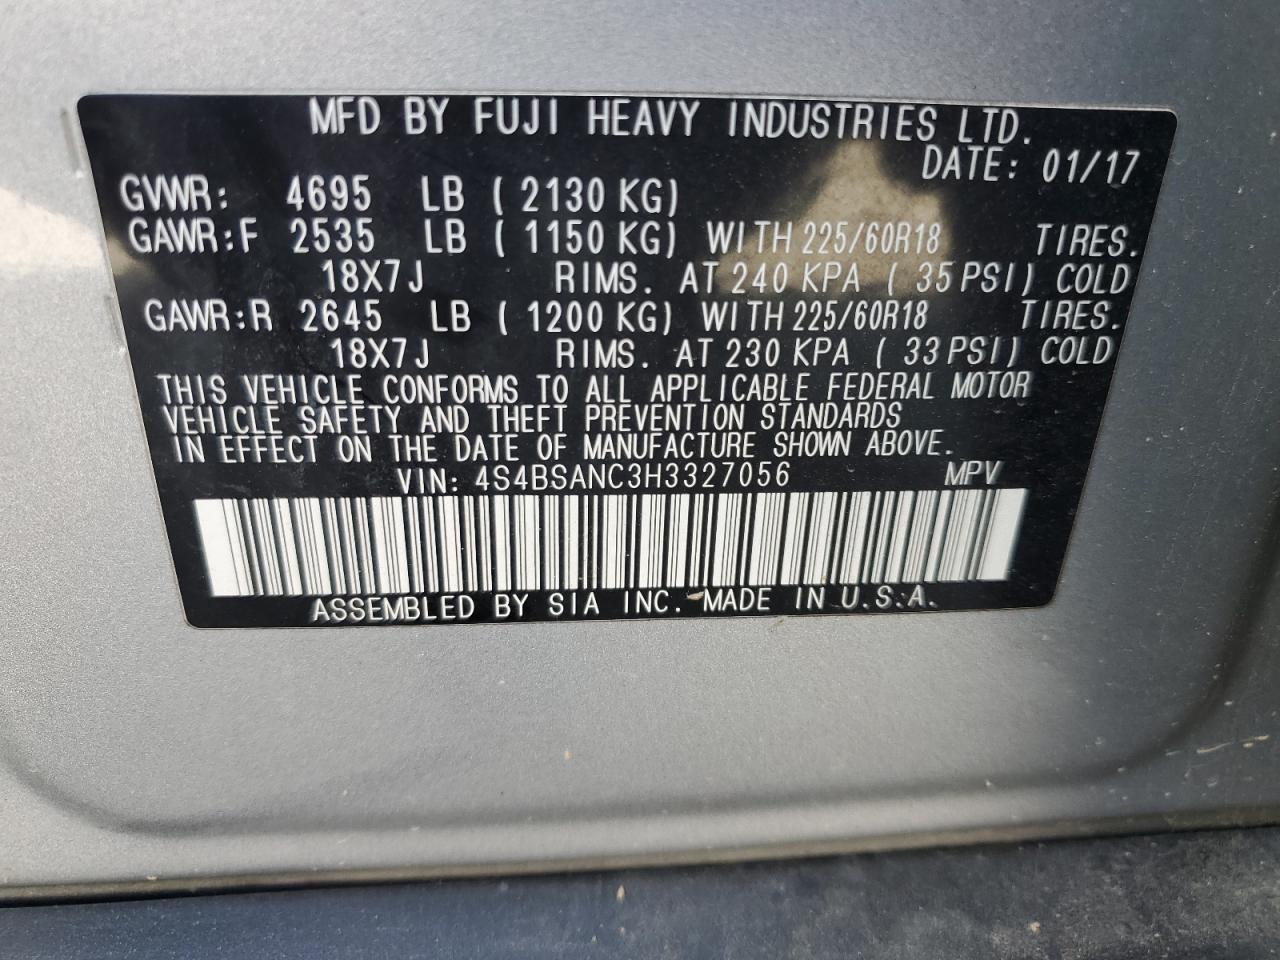 MFD BY FUJI HEAVY INDUSTRIES LTD.
DATE: 01/17
GVWR: 4695 LB ( 2130 KG)
GAWR:F 2535 LB ( 1150 KG) WITH 225/60R18 TIRES.
18X7J RIMS. AT 240 KPA ( 35 PSI) COLD
GAWR:R 2645 LB ( 1200 KG) WITH 225/60R18 TIRES.
18X7J RIMS. AT 230 KPA ( 33 PSI) COLD
THIS VEHICLE CONFORMS TO ALL APPLICABLE FEDERAL MOTOR
VEHICLE SAFETY AND THEFT PREVENTION STANDARDS
IN EFFECT ON THE DATE OF MANUFACTURE SHOWN ABOVE.
VIN: 4S4BSANC3H3327056 MPV
ASSEMBLED BY SIA INC. MADE IN U.S.A.